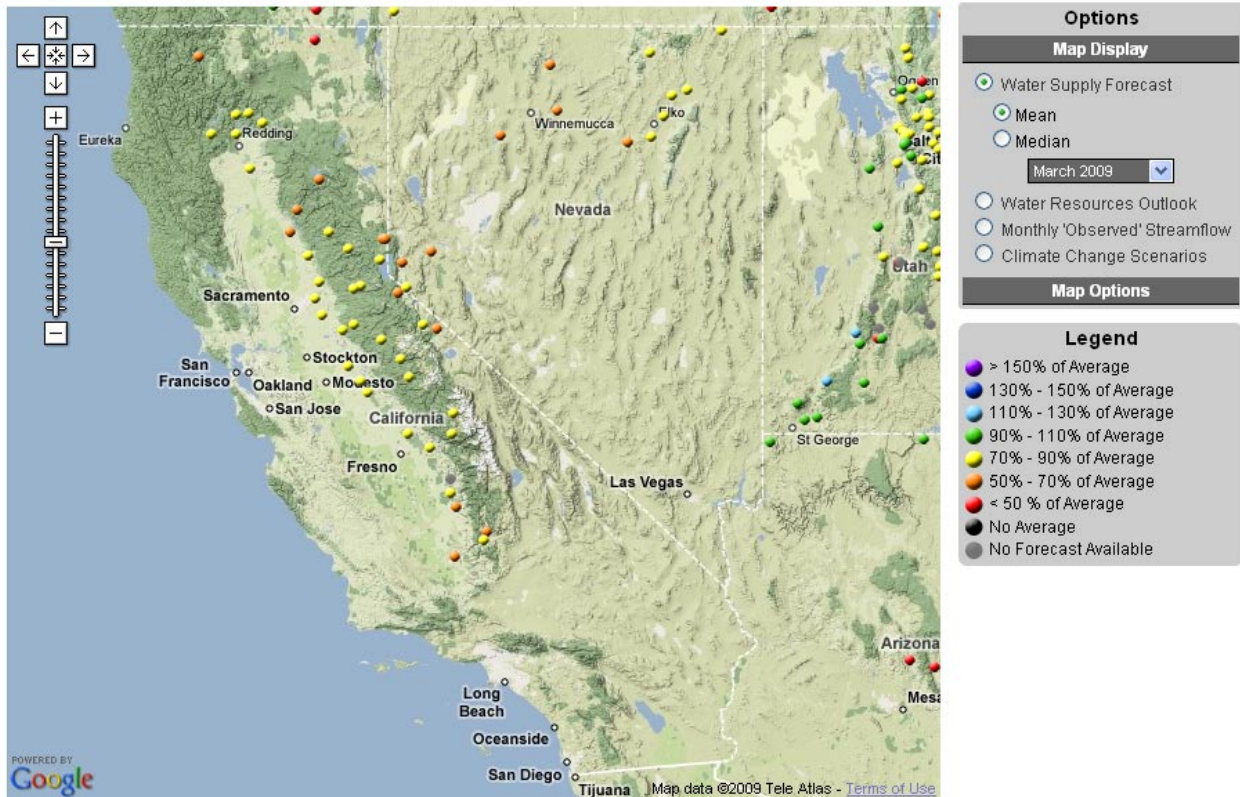 Eureka
Redding
Winnemucca
Elko
Nevada
Ogden
Salt
City
Utah
Sacramento
San
Francisco
Oakland
Stockton
Modesto
San Jose
California
Fresno
Las Vegas
St George
Arizona
Mesa
Long
Beach
Oceanside
San Diego
Tijuana
POWERED BY
Google
Map data ©2009 Tele Atlas - Terms of Use
Options
Map Display
Water Supply Forecast
Mean
Median
March 2009
Water Resources Outlook
Monthly 'Observed' Streamflow
Climate Change Scenarios
Map Options
Legend
> 150% of Average
130% - 150% of Average
110% - 130% of Average
90% - 110% of Average
70% - 90% of Average
50% - 70% of Average
< 50 % of Average
No Average
No Forecast Available